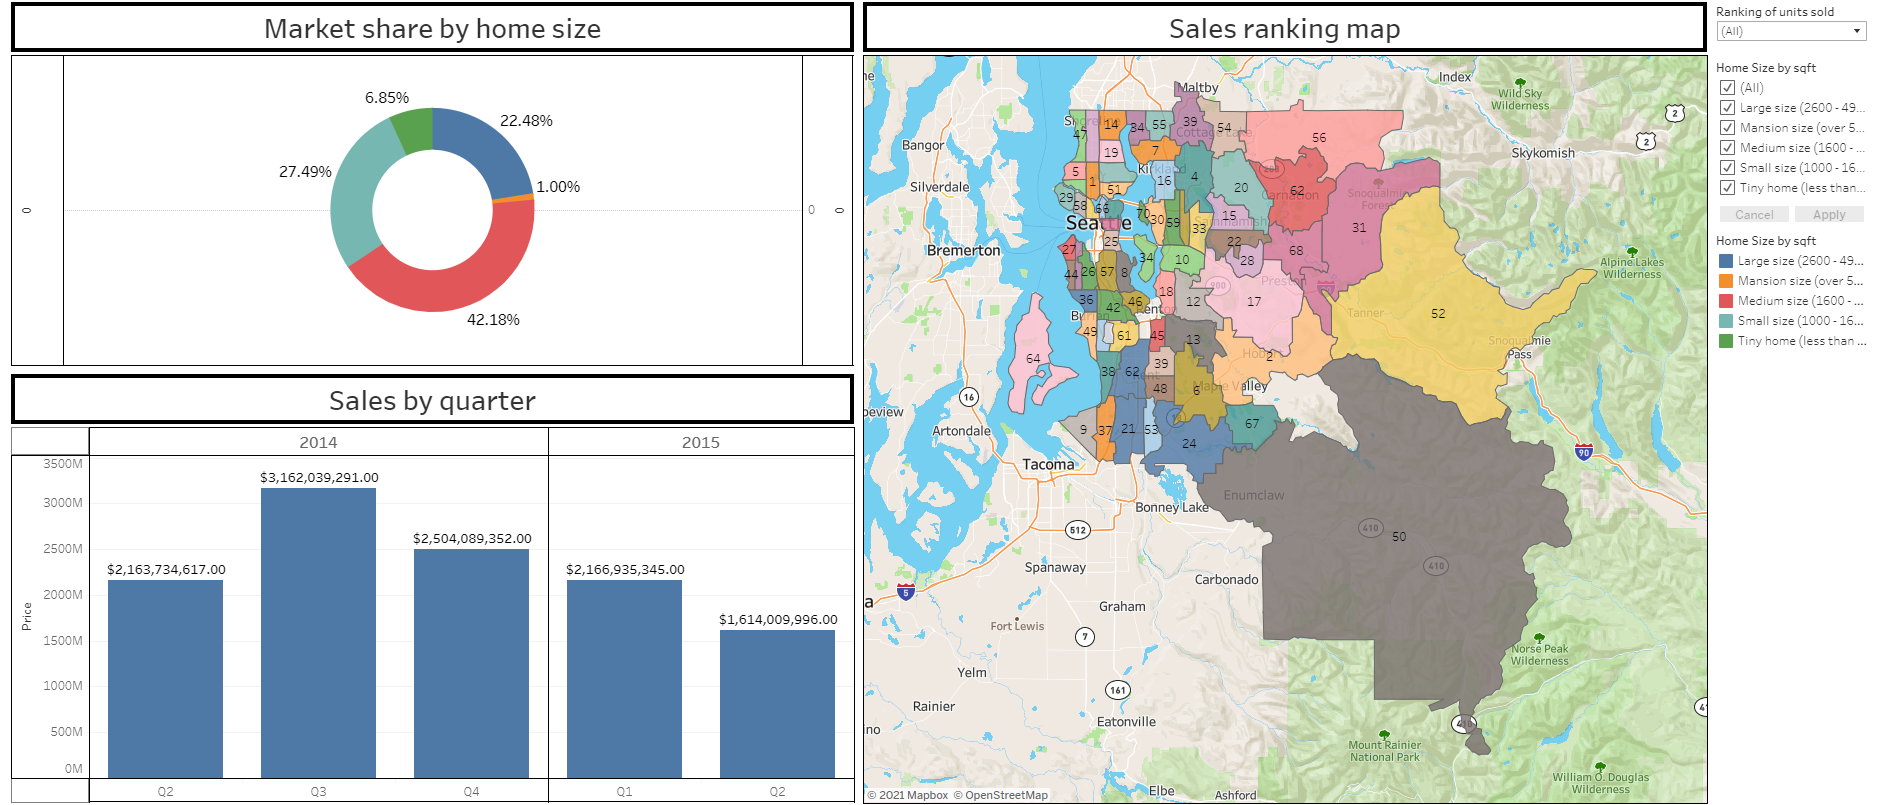 Market share by home size
6.85%
22.48%
1.00%
27.49%
42.18%
0
0
0
Sales by quarter
2014
2015
Price
3500M
3000M
2500M
2000M
1500M
1000M
500M
0M
$2,163,734,617.00
$3,162,039,291.00
$2,504,089,352.00
$2,166,935,345.00
$1,614,009,996.00
Q2
Q3
Q4
Q1
Q2
Sales ranking map
Maltby
Index
Wild Sky
Wilderness
2
2
Skykomish
Bangor
Silverdale
Bremerton
Seattle
Kirkland
Cottage Lake
Carnation
Snoqualmie
Forest
Sammamish
Preston
Tanner
Alpine Lakes
Wilderness
Snoqualmie
Pass
Renton
Burien
Hobart
Kent
Maple Valley
16
Artondale
Tacoma
Enumclaw
Bonney Lake
90
410
410
410
512
Spanaway
Carbonado
5
Graham
Fort Lewis
7
Yelm
161
Rainier
Eatonville
Norse Peak
Wilderness
Mount Rainier
National Park
William O. Douglas
Wilderness
Elbe
Ashford
47
14
34
55
39
54
56
19
7
5
1
51
16
4
20
62
29
58
66
70
30
59
33
15
31
27
25
22
68
44
26
57
8
34
10
28
36
42
46
18
12
17
52
49
61
45
13
2
64
38
62
39
48
6
9
37
21
53
24
67
50
© 2021 Mapbox © OpenStreetMap
Ranking of units sold
(All)
Home Size by sqft
(All)
Large size (2600 - 49...
Mansion size (over 5...
Medium size (1600 - ...
Small size (1000 - 16...
Tiny home (less than...
Cancel
Apply
Home Size by sqft
Large size (2600 - 49...
Mansion size (over 5...
Medium size (1600 - ...
Small size (1000 - 16...
Tiny home (less than ...